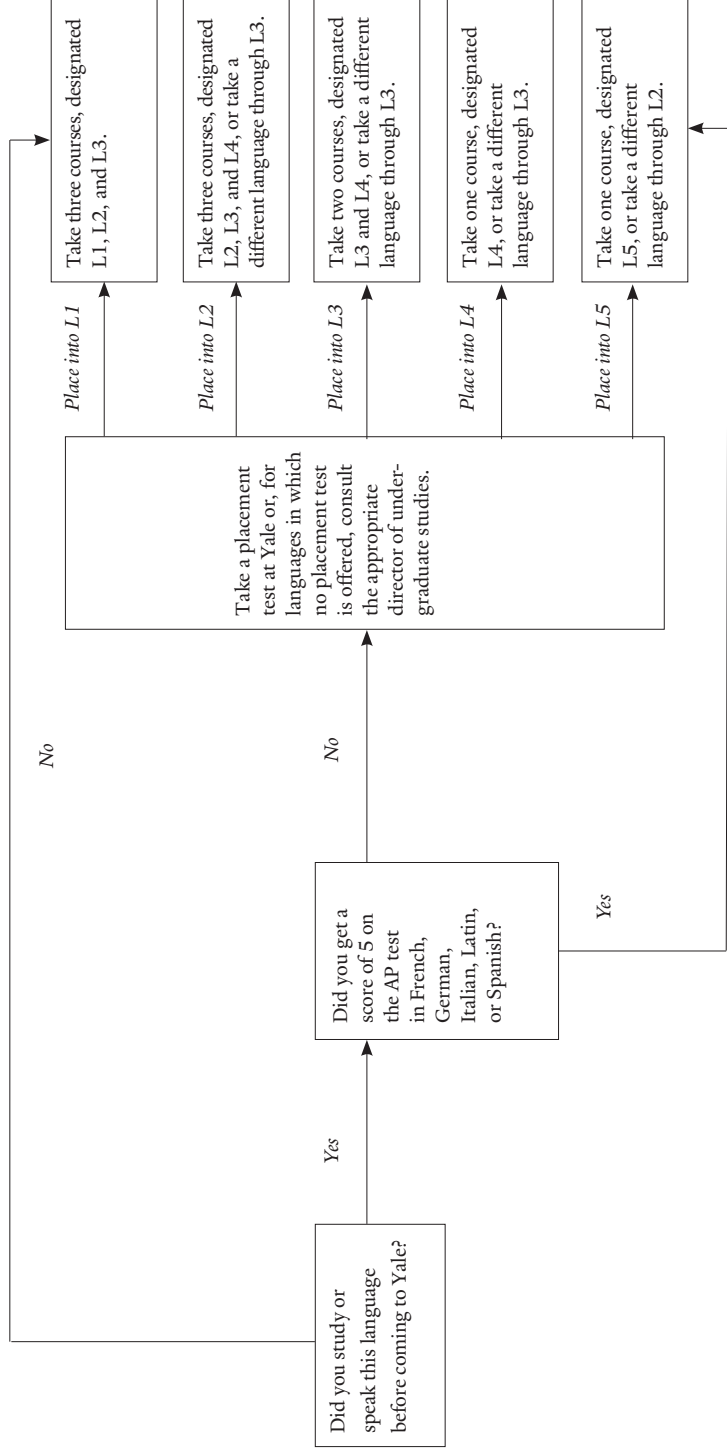 Did you study or
speak this language
before coming to Yale?
No
Yes
Did you get a
score of 5 on
the AP test
in French,
German,
Italian, Latin,
or Spanish?
No
Yes
Take a placement
test at Yale or, for
languages in which
no placement test
is offered, consult
the appropriate
director of under-
graduate studies.
Place into L1
Take three courses, designated
L1, L2, and L3.
Place into L2
Take three courses, designated
L2, L3, and L4, or take a
different language through L3.
Place into L3
Take two courses, designated
L3 and L4, or take a different
language through L3.
Place into L4
Take one course, designated
L4, or take a different
language through L3.
Place into L5
Take one course, designated
L5, or take a different
language through L2.